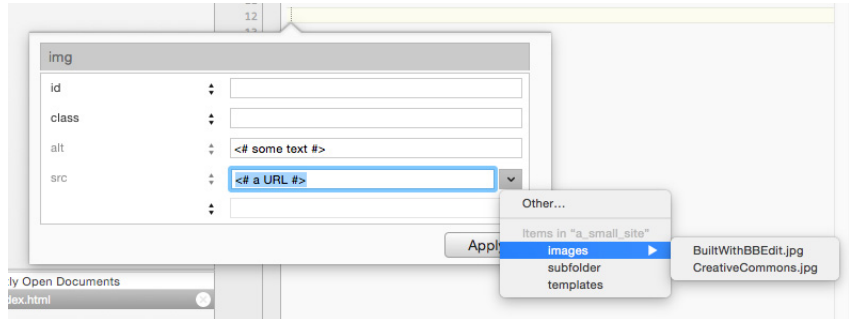 12
img
id
class
alt
<# some text #>
src
<# a URL #>
Other...
Items in "a_small_site"
images
BuiltWithBBEdit.jpg
subfolder
CreativeCommons.jpg
templates
Apply
tly Open Documents
dex.html